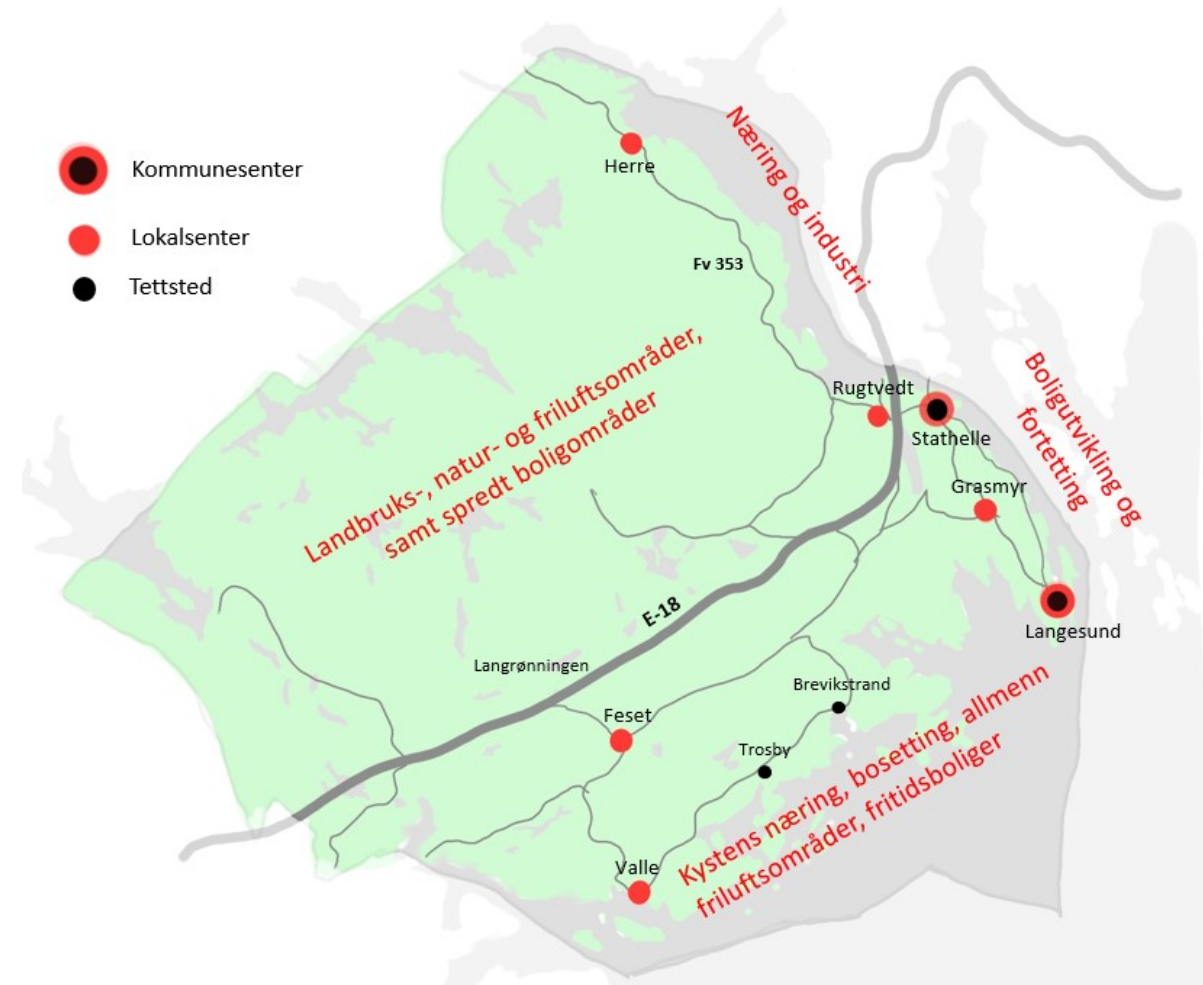 Kommunesenter
Lokalsenter
Tettsted
Herre
Næring og industri
Fv 353
Landbruks-, natur- og friluftsområder,
samt spredt boligområder
Rugtvedt
Stathelle
Boligutvikling og
fortetting
Grasmyr
Langesund
E-18
Langrønningen
Brevikstrand
Feset
Trosby
Valle
Kystens næring, bosetting, allmenn
friluftsområder, fritidsboliger